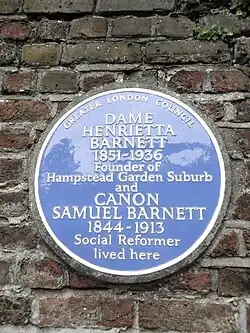 GREATER LONDON COUNCIL
DAME
HENRIETTA
BARNETT
1851-1936
Founder of
Hampstead Garden Suburb
and
CANON
SAMUEL BARNETT
1844-1913
Social Reformer
lived here